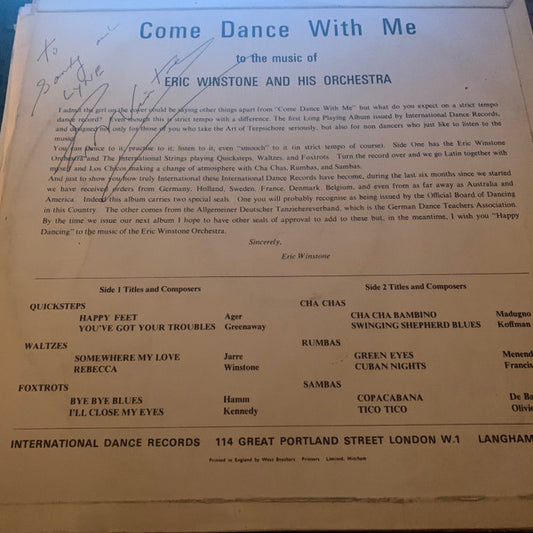 Come Dance With Me
to the music of
ERIC WINSTONE AND HIS ORCHESTRA
To
I admit the girl on the cover could be saying other things apart from "Come Dance With Me" but what do you expect on a strict tempo
dance record? Even though this is strict tempo with a difference. The first Long Playing Album issued by International Dance Records,
and designed not only for those of you who take the Art of Terpsichore seriously, but also for non dancers who just like to listen to the
music.
You can dance to it; practise to it; listen to it, even "smooch" to it (in strict tempo of course). Side One has the Eric Winstone
Orchestra and The International Strings playing Quicksteps, Waltzes, and Foxtrots. Turn the record over and we go Latin together with
myself and Los Chicos making a change of atmosphere with Cha Chas, Rumbas, and Sambas.
And just to show you how truly International these International Dance Records have become, during the last six months since we started
we have received orders from Germany, Holland, Sweden, France, Denmark, Belgium, and even from as far away as Australia and
America. Indeed this album carries two special seals. One you will probably recognise as being issued by the Official Board of Dancing
in this Country. The other comes from the Allgemeiner Deutscher Tanzlehrerverband, which is the German Dance Teachers Association.
By the time we issue our next album I hope to have other seals of approval to add to these but, in the meantime, I wish you "Happy
Dancing" to the music of the Eric Winstone Orchestra.
Sincerely,
Eric Winstone
Side 1 Titles and Composers
QUICKSTEPS
HAPPY FEET Ager
YOU'VE GOT YOUR TROUBLES Greenaway
WALTZES
SOMEWHERE MY LOVE Jarre
REBECCA Winstone
FOXTROTS
BYE BYE BLUES Hamm
I'LL CLOSE MY EYES Kennedy
Side 2 Titles and Composers
CHA CHAS
CHA CHA BAMBINO Madugno
SWINGING SHEPHERD BLUES Koffman
RUMBAS
GREEN EYES Menend
CUBAN NIGHTS Francis
SAMBAS
COPACABANA De Ba
TICO TICO Olivie
INTERNATIONAL DANCE RECORDS 114 GREAT PORTLAND STREET LONDON W.1 LANGHAM
Printed in England by West Brothers Printers Limited, Mitcham